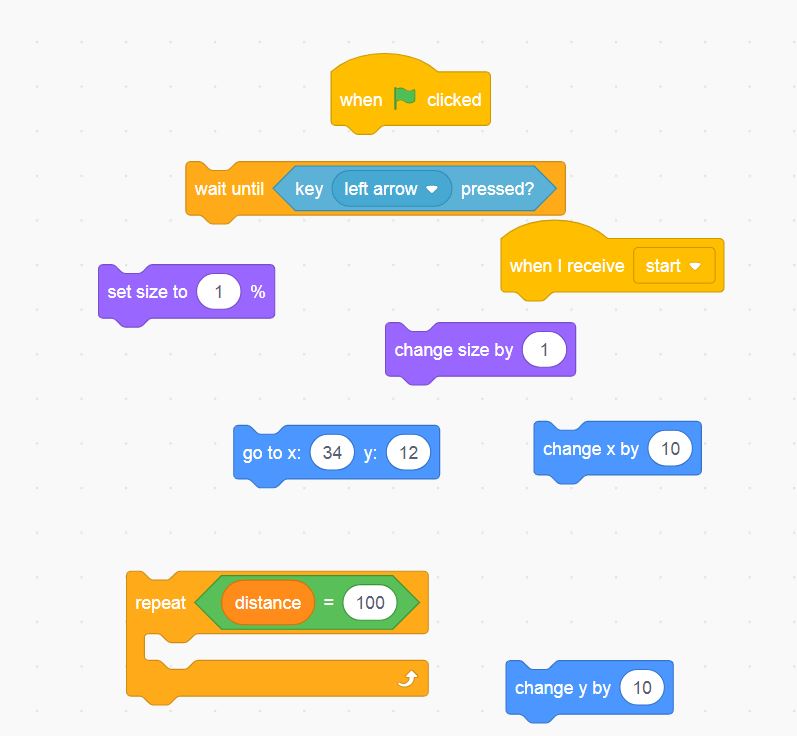 when clicked
wait until key left arrow pressed?
when I receive start
set size to 1 %
change size by 1
go to x: 34 y: 12
change x by 10
repeat distance = 100
change y by 10